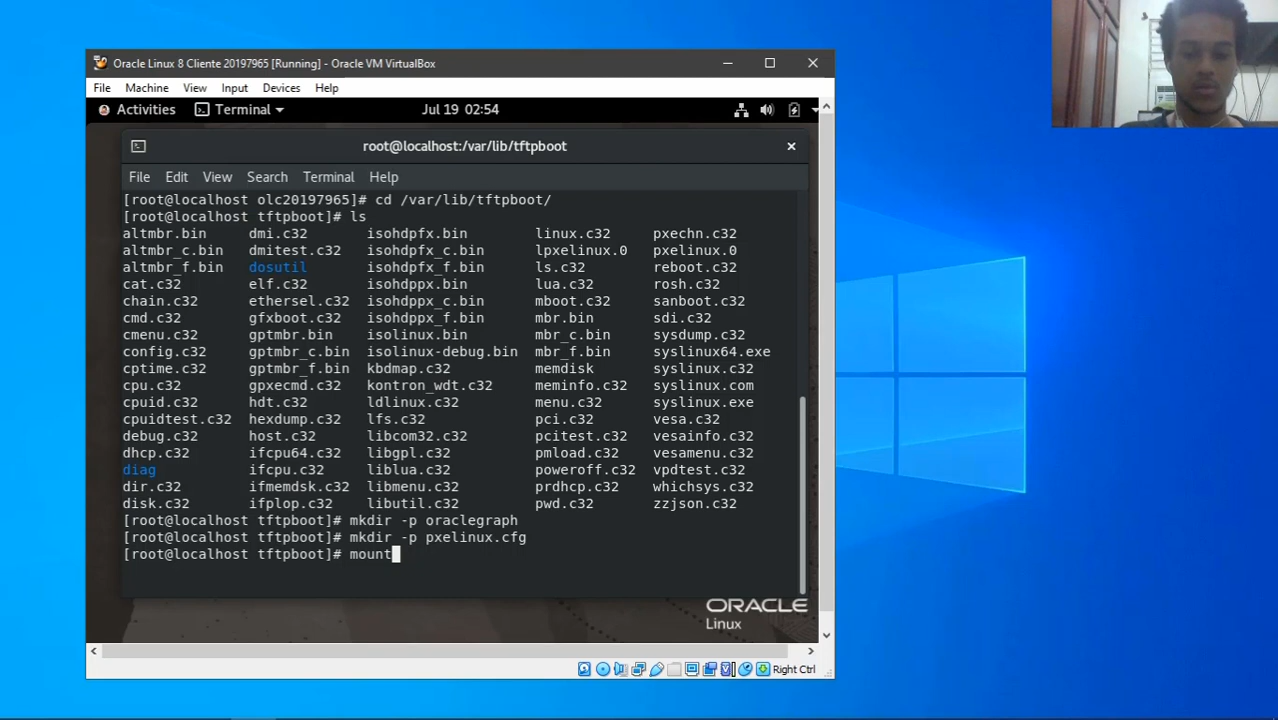 Oracle Linux 8 Cliente 20197965 [Running] - Oracle VM VirtualBox
File Machine View Input Devices Help
Activities Terminal Jul 19 02:54
root@localhost:/var/lib/tftpboot
File Edit View Search Terminal Help
[root@localhost olc20197965]# cd /var/lib/tftpboot/
[root@localhost tftpboot]# ls
altmbr.bin dmi.c32 isohdpfx.bin linux.c32 pxechn.c32
altmbr_c.bin dmitest.c32 isohdpfx_c.bin lpxelinux.0 pxelinux.0
altmbr_f.bin dosutil isohdpfx_f.bin ls.c32 reboot.c32
cat.c32 elf.c32 isohdppx.bin lua.c32 rosh.c32
chain.c32 ethersel.c32 isohdppx_c.bin mboot.c32 sanboot.c32
cmd.c32 gfxboot.c32 isohdppx_f.bin mbr.bin sdi.c32
cmenu.c32 gptmbr.bin isolinux.bin mbr_c.bin sysdump.c32
config.c32 gptmbr_c.bin isolinux-debug.bin mbr_f.bin syslinux64.exe
cptime.c32 gptmbr_f.bin kbdmap.c32 memdisk syslinux.c32
cpu.c32 gpxecmd.c32 kontron_wdt.c32 meminfo.c32 syslinux.com
cpuid.c32 hdt.c32 ldlinux.c32 menu.c32 syslinux.exe
cpuidtest.c32 hexdump.c32 lfs.c32 pci.c32 vesa.c32
debug.c32 host.c32 libcom32.c32 pcitest.c32 vesainfo.c32
dhcp.c32 ifcpu64.c32 libgpl.c32 pmload.c32 vesamenu.c32
diag ifcpu.c32 liblua.c32 poweroff.c32 vpdtest.c32
dir.c32 ifmemdsk.c32 libmenu.c32 prdhcp.c32 whichsys.c32
disk.c32 ifplop.c32 libutil.c32 pwd.c32 zzjson.c32
[root@localhost tftpboot]# mkdir -p oraclegraph
[root@localhost tftpboot]# mkdir -p pxelinux.cfg
[root@localhost tftpboot]# mount
ORACLE
Linux
Right Ctrl